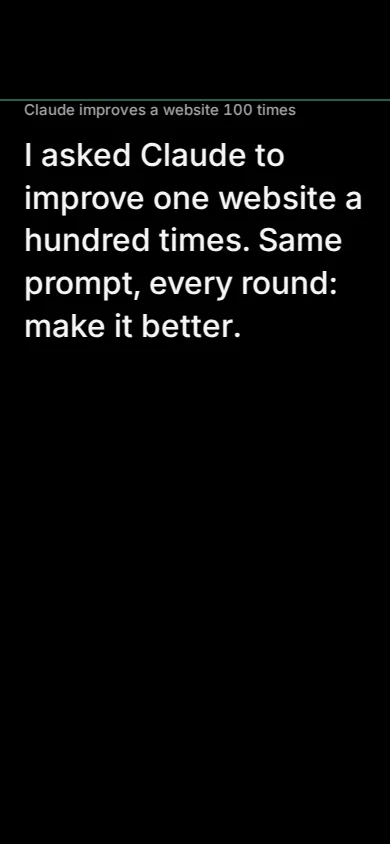 Claude improves a website 100 times
I asked Claude to
improve one website a
hundred times. Same
prompt, every round:
make it better.